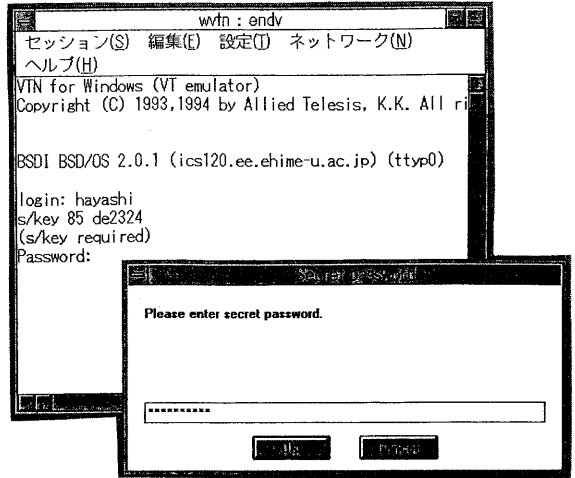 wvtn : endv
セッション(S) 編集(E) 設定(T) ネットワーク(N)
ヘルプ(H)
VTN for Windows (VT emulator)
Copyright (C) 1993,1994 by Allied Telesis, K.K. All ri
BSDI BSD/OS 2.0.1 (ics120.ee.ehime-u.ac.jp) (ttyp0)
login: hayashi
s/key 85 de2324
(s/key required)
Password:
Secret password
Please enter secret password.
**********